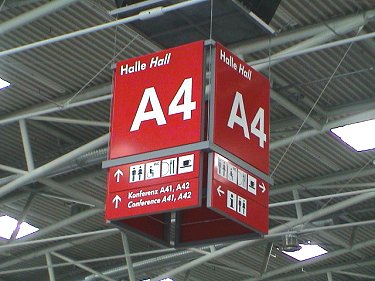 Halle Hall
A4
Konferenz A41, A42
Conference A41, A42
Halle Hall
A4